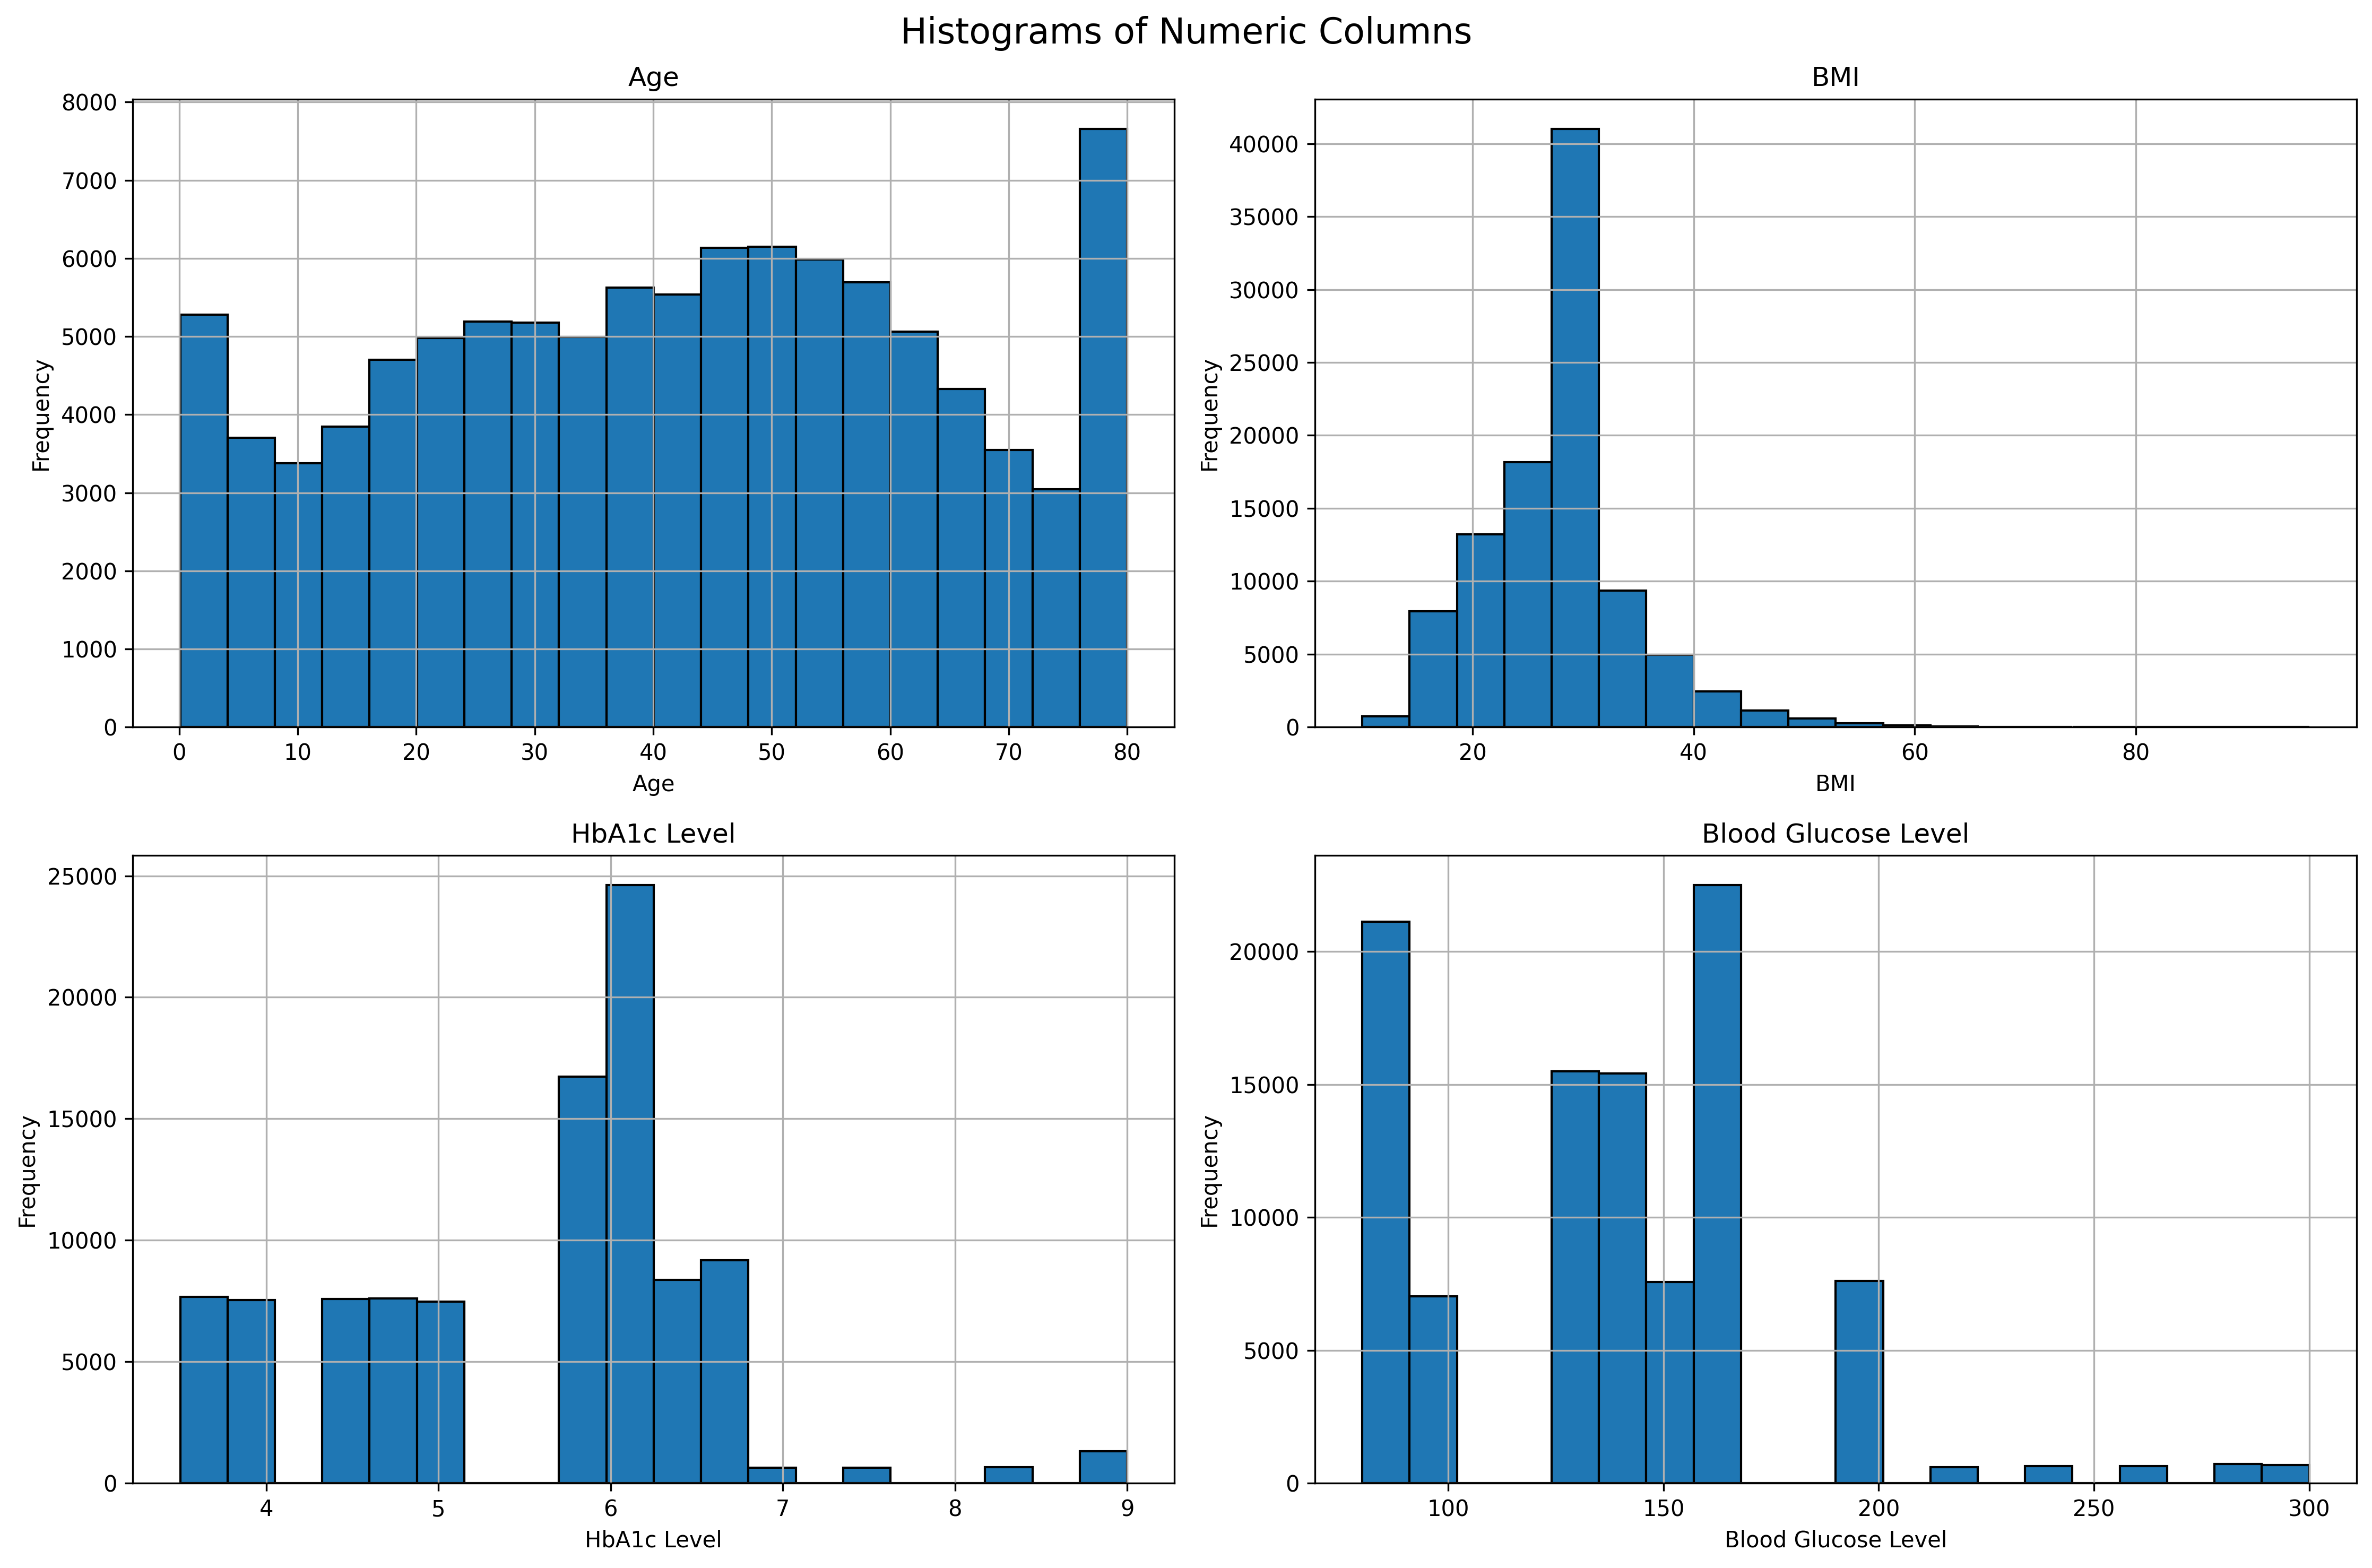 Histograms of Numeric Columns
Age
8000
7000
6000
5000
4000
3000
2000
1000
0
Frequency
0 10 20 30 40 50 60 70 80
Age
BMI
40000
35000
30000
25000
20000
15000
10000
5000
0
Frequency
20 40 60 80
BMI
HbA1c Level
25000
20000
15000
10000
5000
0
Frequency
4 5 6 7 8 9
HbA1c Level
Blood Glucose Level
20000
15000
10000
5000
0
Frequency
100 150 200 250 300
Blood Glucose Level